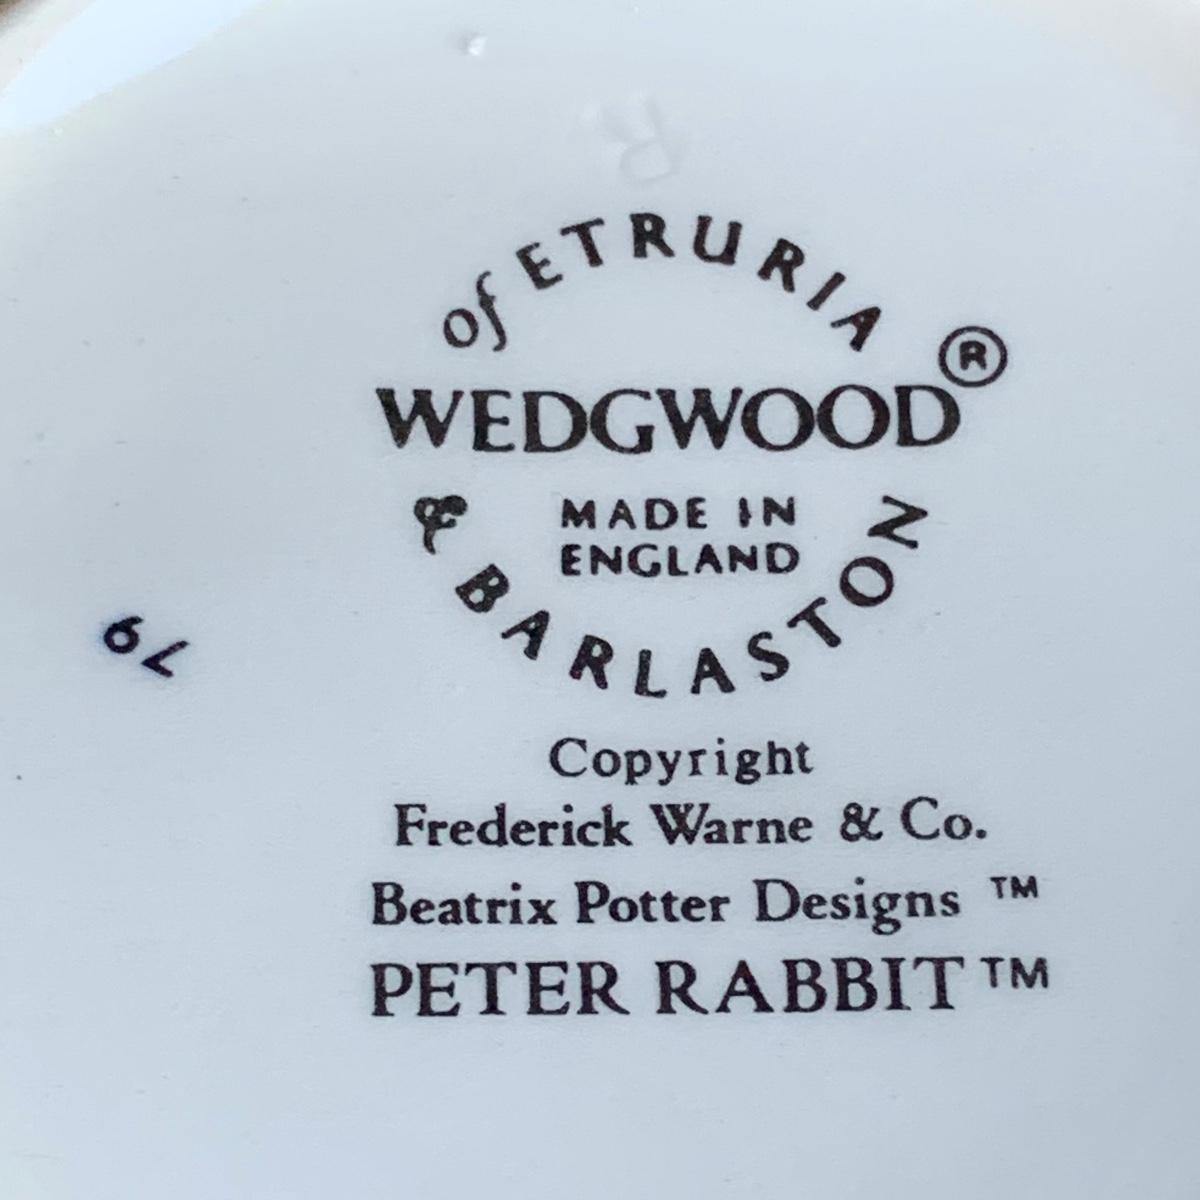 R
of ETRURIA
WEDGWOOD®
MADE IN
ENGLAND
& BARLASTON
79
Copyright
Frederick Warne & Co.
Beatrix Potter Designs ™
PETER RABBIT ™